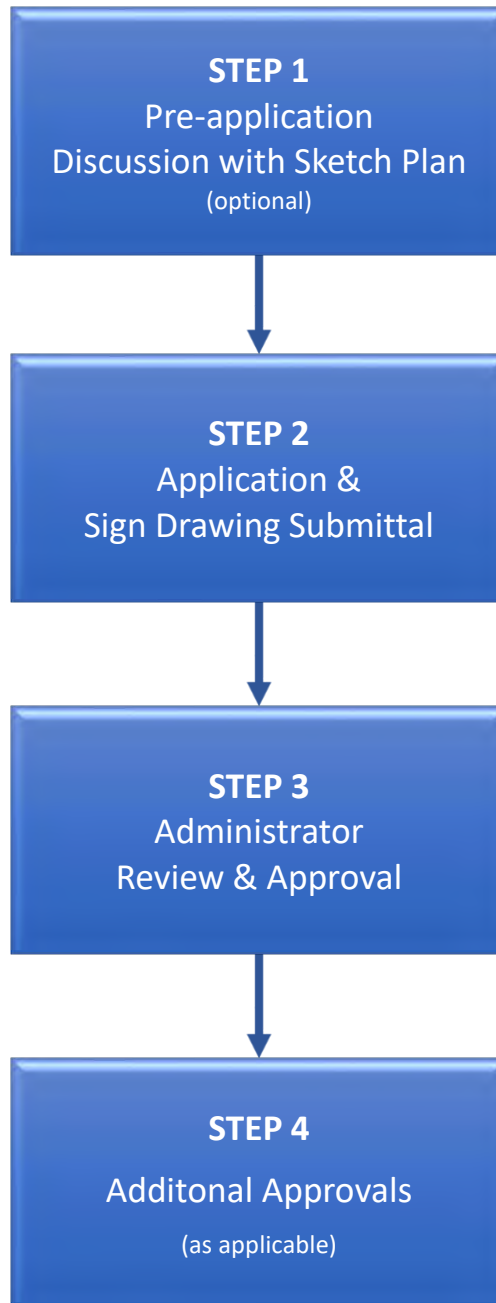 STEP 1
Pre-application
Discussion with Sketch Plan
(optional)
STEP 2
Application &
Sign Drawing Submittal
STEP 3
Administrator
Review & Approval
STEP 4
Additonal Approvals
(as applicable)